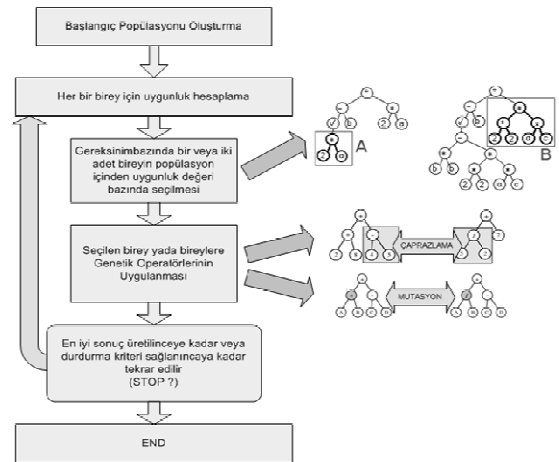 Başlangıç Popülasyonu Oluşturma
Her bir birey için uygunluk hesaplama
Gereksinimbazında bir veya iki
adet bireyin popülasyon
içinden uygunluk değeri
bazında seçilmesi
A
B
Seçilen birey yada bireylere
Genetik Operatörlerinin
Uygulanması
ÇAPRAZLAMA
MUTASYON
En iyi sonuç üretilinceye kadar veya
durdurma kriteri sağlanıncaya kadar
tekrar edilir
(STOP ?)
END